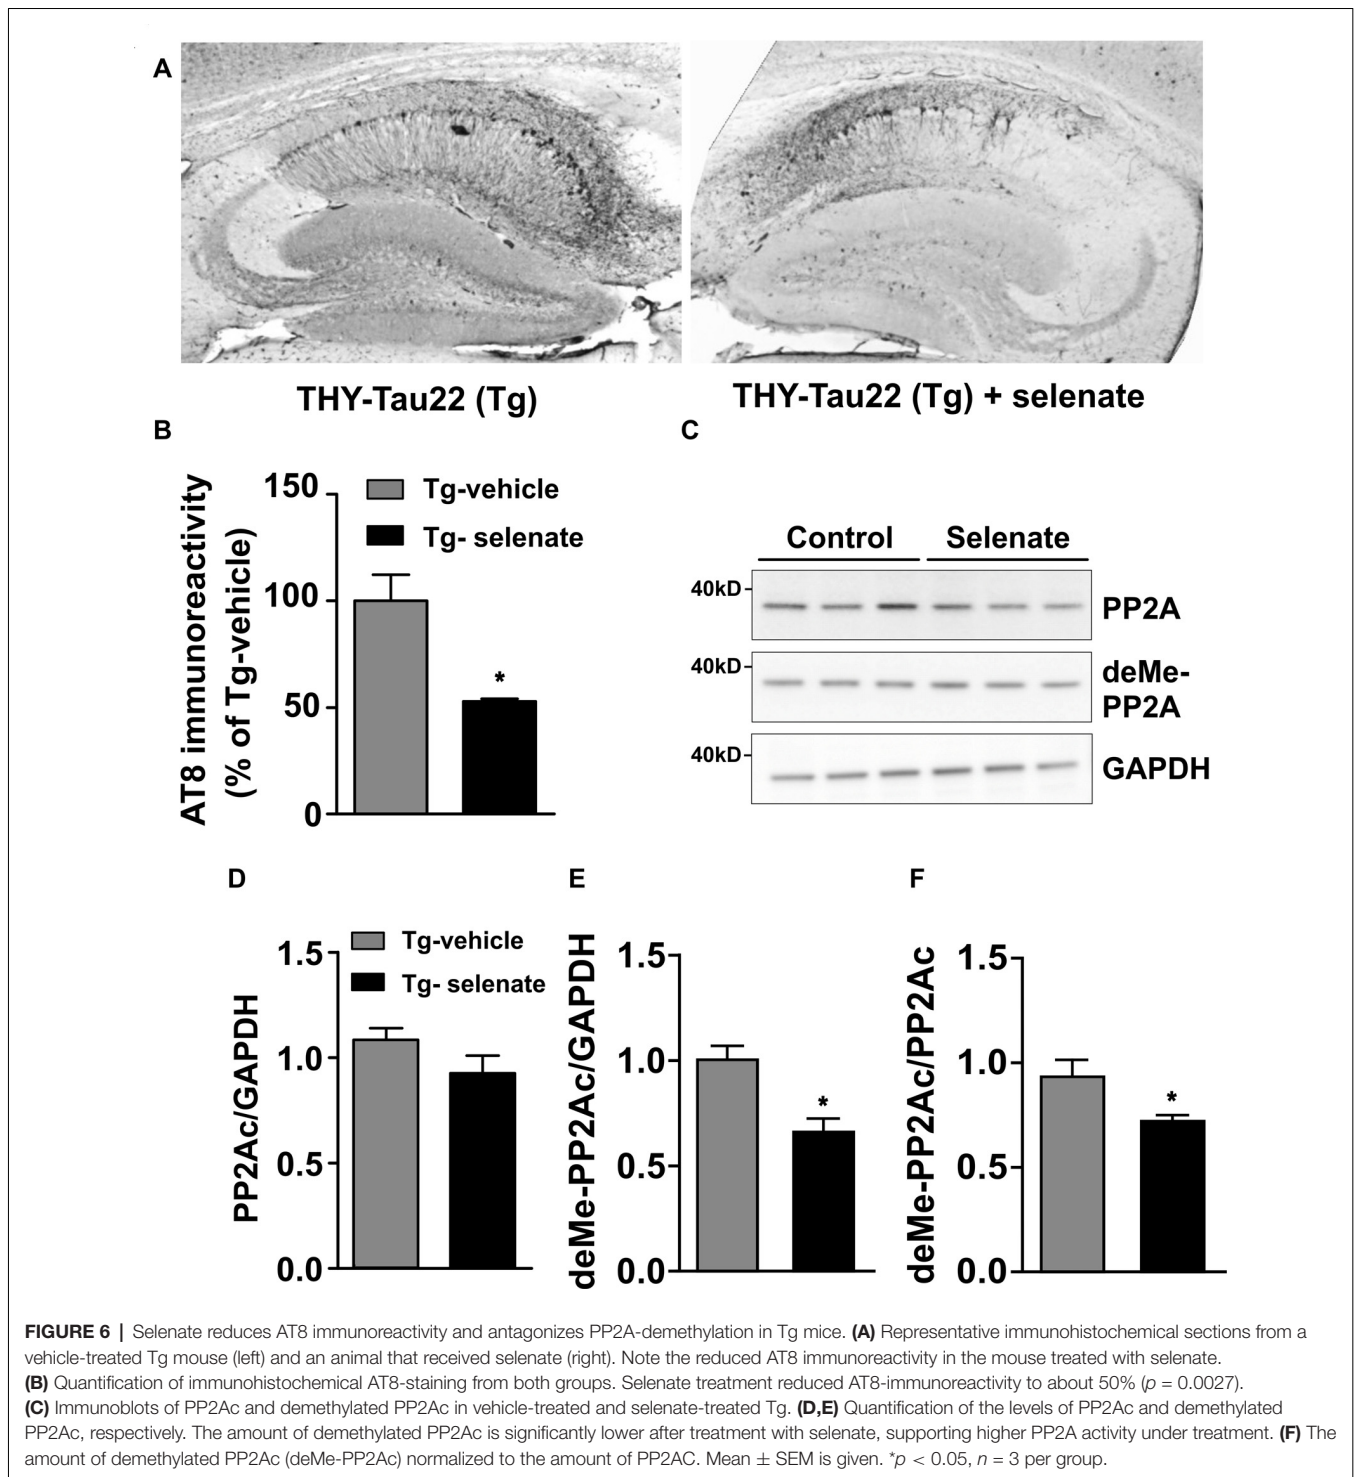 A
THY-Tau22 (Tg)
THY-Tau22 (Tg) + selenate
B
AT8 immunoreactivity
(% of Tg-vehicle)
150
100
50
0
Tg-vehicle
Tg- selenate
*
C
Control
Selenate
40kD
PP2A
40kD
deMe-
PP2A
40kD
GAPDH
D
PP2Ac/GAPDH
1.5
1.0
0.5
0.0
Tg-vehicle
Tg- selenate
E
deMe-PP2Ac/GAPDH
1.5
1.0
0.5
0.0
*
F
deMe-PP2Ac/PP2Ac
1.5
1.0
0.5
0.0
*
FIGURE 6 | Selenate reduces AT8 immunoreactivity and antagonizes PP2A-demethylation in Tg mice. (A) Representative immunohistochemical sections from a
vehicle-treated Tg mouse (left) and an animal that received selenate (right). Note the reduced AT8 immunoreactivity in the mouse treated with selenate.
(B) Quantification of immunohistochemical AT8-staining from both groups. Selenate treatment reduced AT8-immunoreactivity to about 50% (p = 0.0027).
(C) Immunoblots of PP2Ac and demethylated PP2Ac in vehicle-treated and selenate-treated Tg. (D,E) Quantification of the levels of PP2Ac and demethylated
PP2Ac, respectively. The amount of demethylated PP2Ac is significantly lower after treatment with selenate, supporting higher PP2A activity under treatment. (F) The
amount of demethylated PP2Ac (deMe-PP2Ac) normalized to the amount of PP2AC. Mean ± SEM is given. *p < 0.05, n = 3 per group.